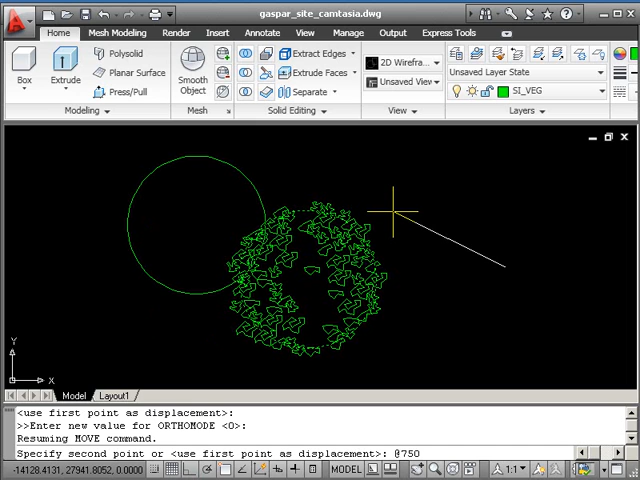 gaspar_site_camtasia.dwg
Home Mesh Modeling Render Insert Annotate View Manage Output Express Tools
Box
Extrude
Polysolid
Planar Surface
Press/Pull
Smooth Object
Extract Edges
Extrude Faces
Separate
2D Wirefra...
Unsaved View
Unsaved Layer State
SI_VEG
Modeling
Mesh
Solid Editing
View
Layers
Y
X
Model Layout1
<use first point as displacement>:
>>Enter new value for ORTHOMODE <0>:
Resuming MOVE command.
Specify second point or <use first point as displacement>: @750
-14128.4131, 27941.8052, 0.0000
MODEL
1:1